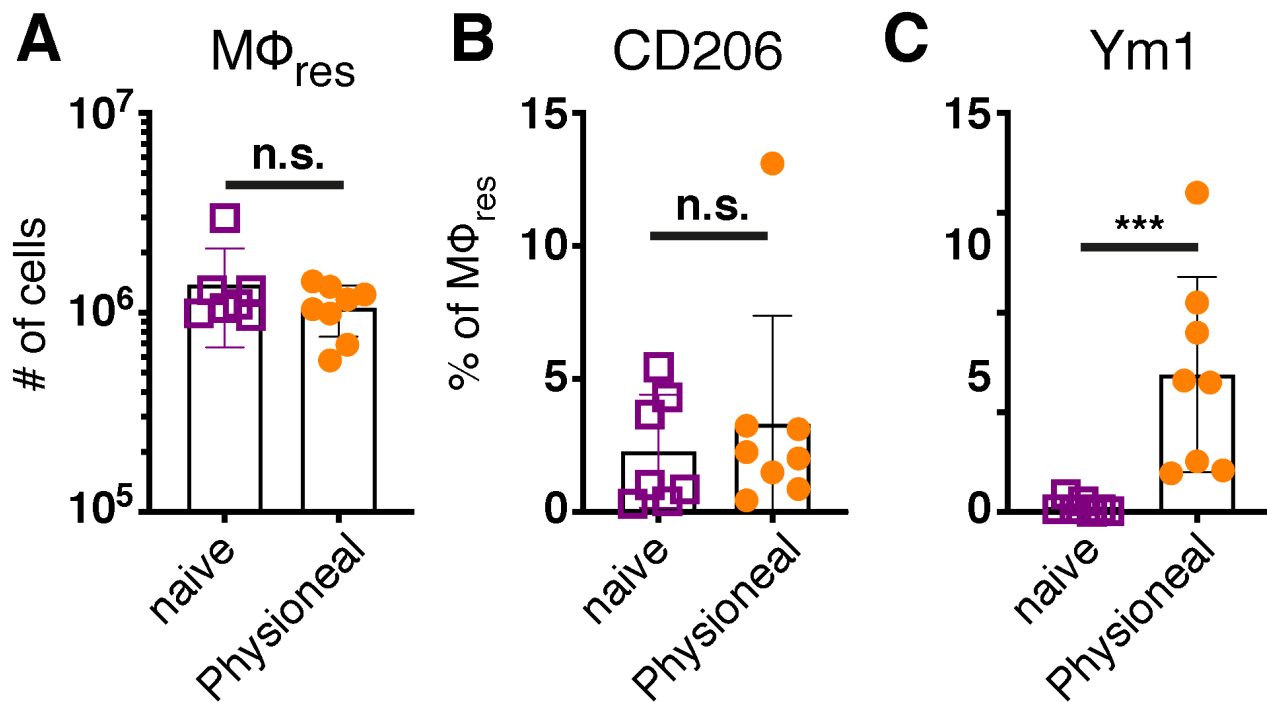 A
MΦres
# of cells
10^7
10^6
10^5
n.s.
naive
Physioneal
B
CD206
% of MΦres
15
10
5
0
n.s.
naive
Physioneal
C
Ym1
15
10
5
0
***
naive
Physioneal